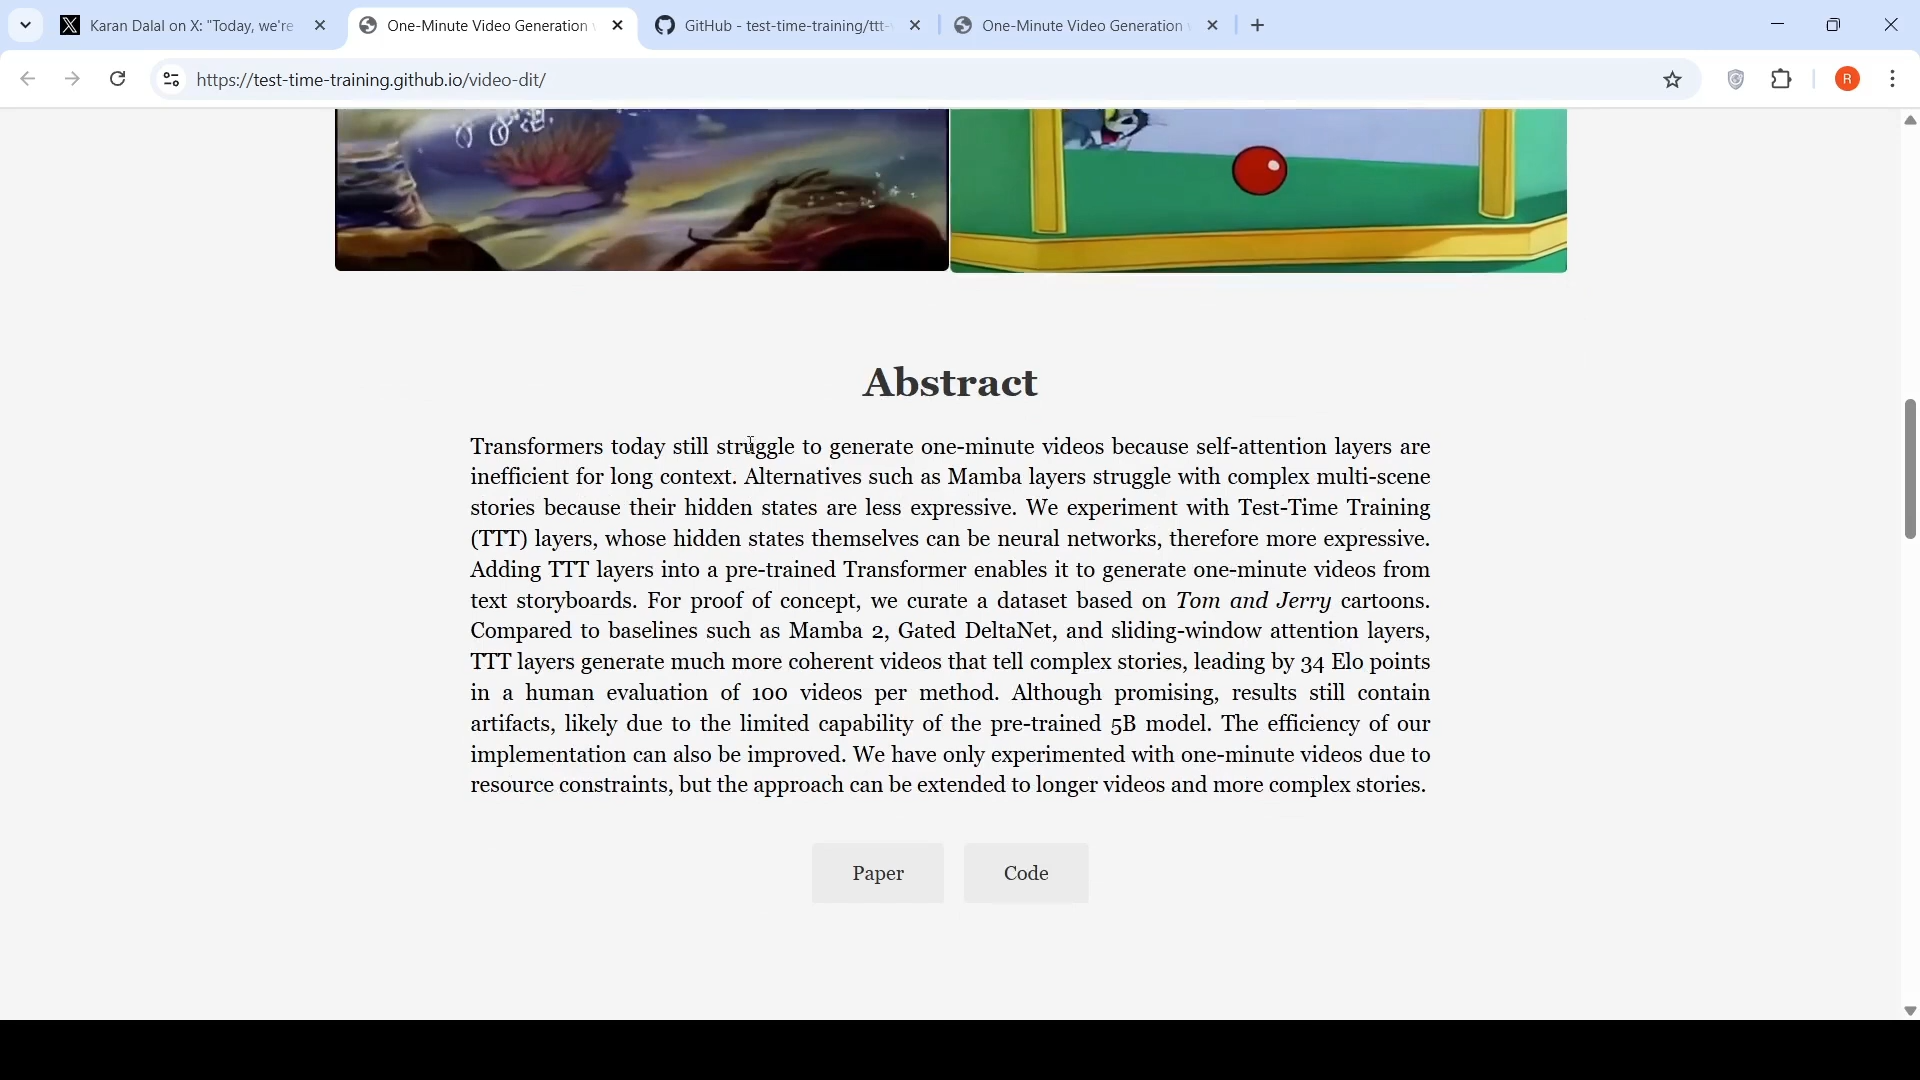 Karan Dalal on X: "Today, we're
One-Minute Video Generation
GitHub - test-time-training/ttt-
One-Minute Video Generation
https://test-time-training.github.io/video-dit/
R
Abstract
Transformers today still struggle to generate one-minute videos because self-attention layers are
inefficient for long context. Alternatives such as Mamba layers struggle with complex multi-scene
stories because their hidden states are less expressive. We experiment with Test-Time Training
(TTT) layers, whose hidden states themselves can be neural networks, therefore more expressive.
Adding TTT layers into a pre-trained Transformer enables it to generate one-minute videos from
text storyboards. For proof of concept, we curate a dataset based on Tom and Jerry cartoons.
Compared to baselines such as Mamba 2, Gated DeltaNet, and sliding-window attention layers,
TTT layers generate much more coherent videos that tell complex stories, leading by 34 Elo points
in a human evaluation of 100 videos per method. Although promising, results still contain
artifacts, likely due to the limited capability of the pre-trained 5B model. The efficiency of our
implementation can also be improved. We have only experimented with one-minute videos due to
resource constraints, but the approach can be extended to longer videos and more complex stories.
Paper
Code